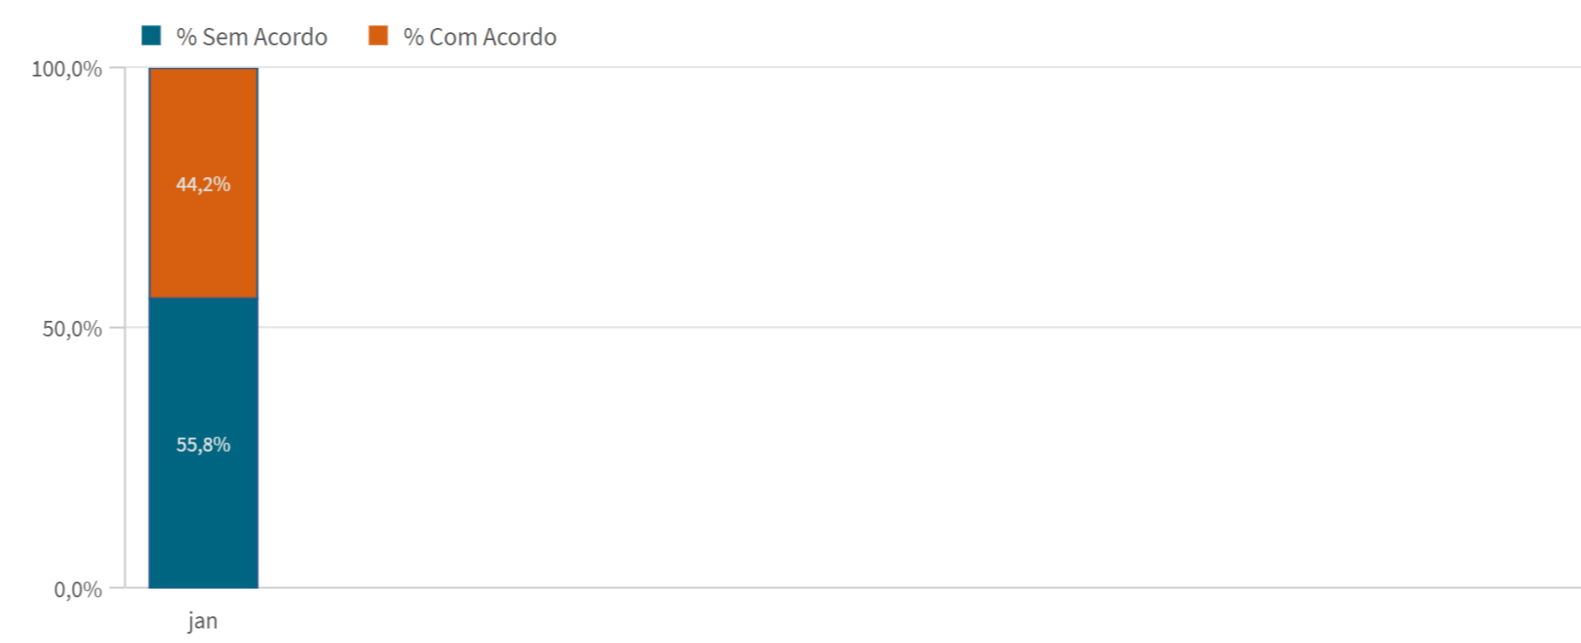 % Sem Acordo % Com Acordo
100,0%
44,2%
50,0%
55,8%
0,0%
jan